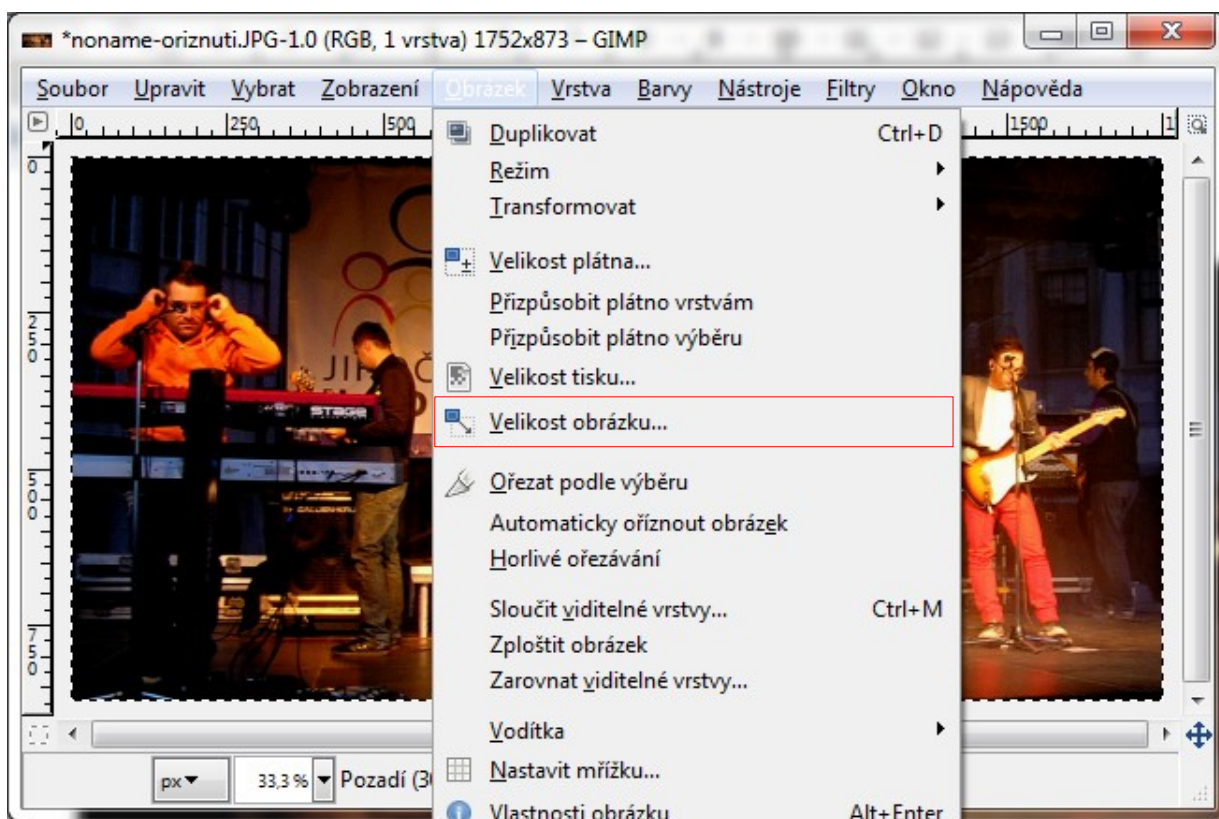 *noname-oriznuti.JPG-1.0 (RGB, 1 vrstva) 1752x873 – GIMP
Soubor Upravit Vybrat Zobrazení Obrázek Vrstva Barvy Nástroje Filtry Okno Nápověda
0 250 500 1500
Duplikovat Ctrl+D
Režim
Transformovat
Velikost plátna...
Přizpůsobit plátno vrstvám
Přizpůsobit plátno výběru
Velikost tisku...
Velikost obrázku...
Ořezat podle výběru
Automaticky oříznout obrázek
Horlivé ořezávání
Sloučit viditelné vrstvy... Ctrl+M
Zploštit obrázek
Zarovnat viditelné vrstvy...
Vodítka
Nastavit mřížku...
Vlastnosti obrázku Alt+Enter
0
250
500
750
STAGE
px 33,3 % Pozadí (30